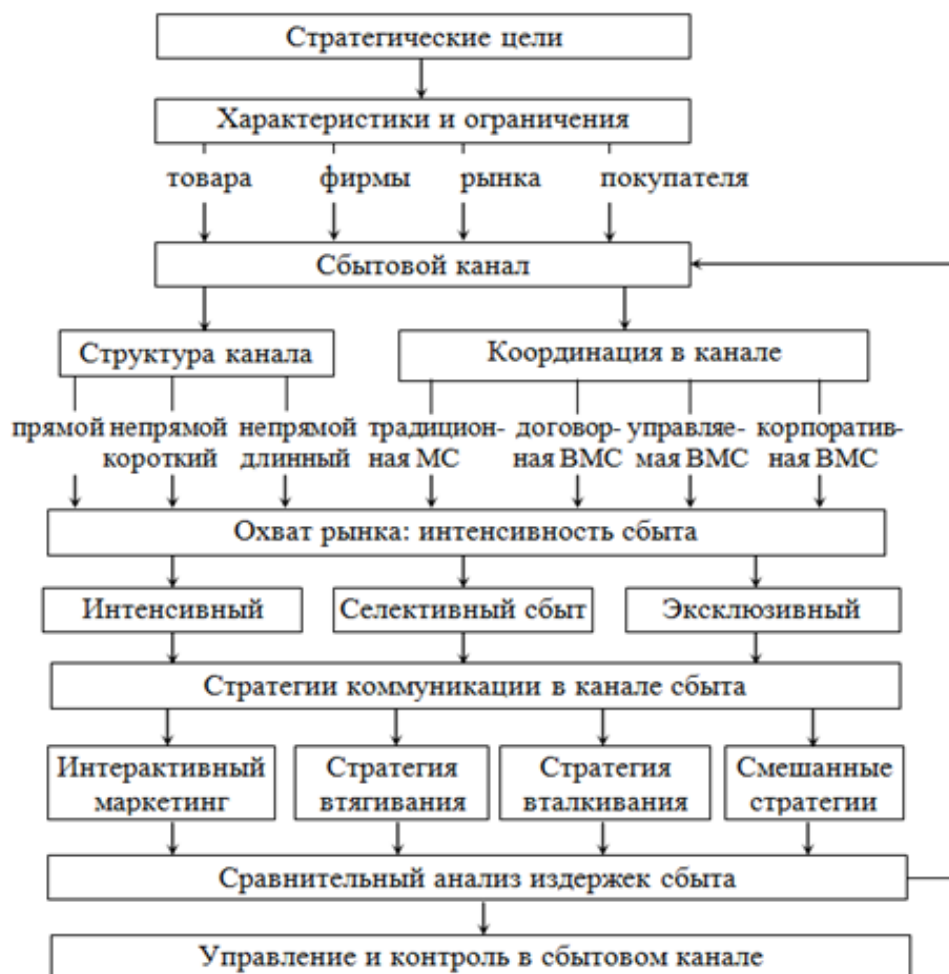 Стратегические цели
Характеристики и ограничения
товара фирмы рынка покупателя
Сбытовой канал
Структура канала Координация в канале
прямой непрямой непрямой традицион- договор- управляе- корпоратив-
короткий длинный ная МС ная ВМС мая ВМС ная ВМС
Охват рынка: интенсивность сбыта
Интенсивный Селективный сбыт Эксклюзивный
Стратегии коммуникации в канале сбыта
Интерактивный Стратегия Стратегия Смешанные
маркетинг втягивания вталкивания стратегии
Сравнительный анализ издержек сбыта
Управление и контроль в сбытовом канале